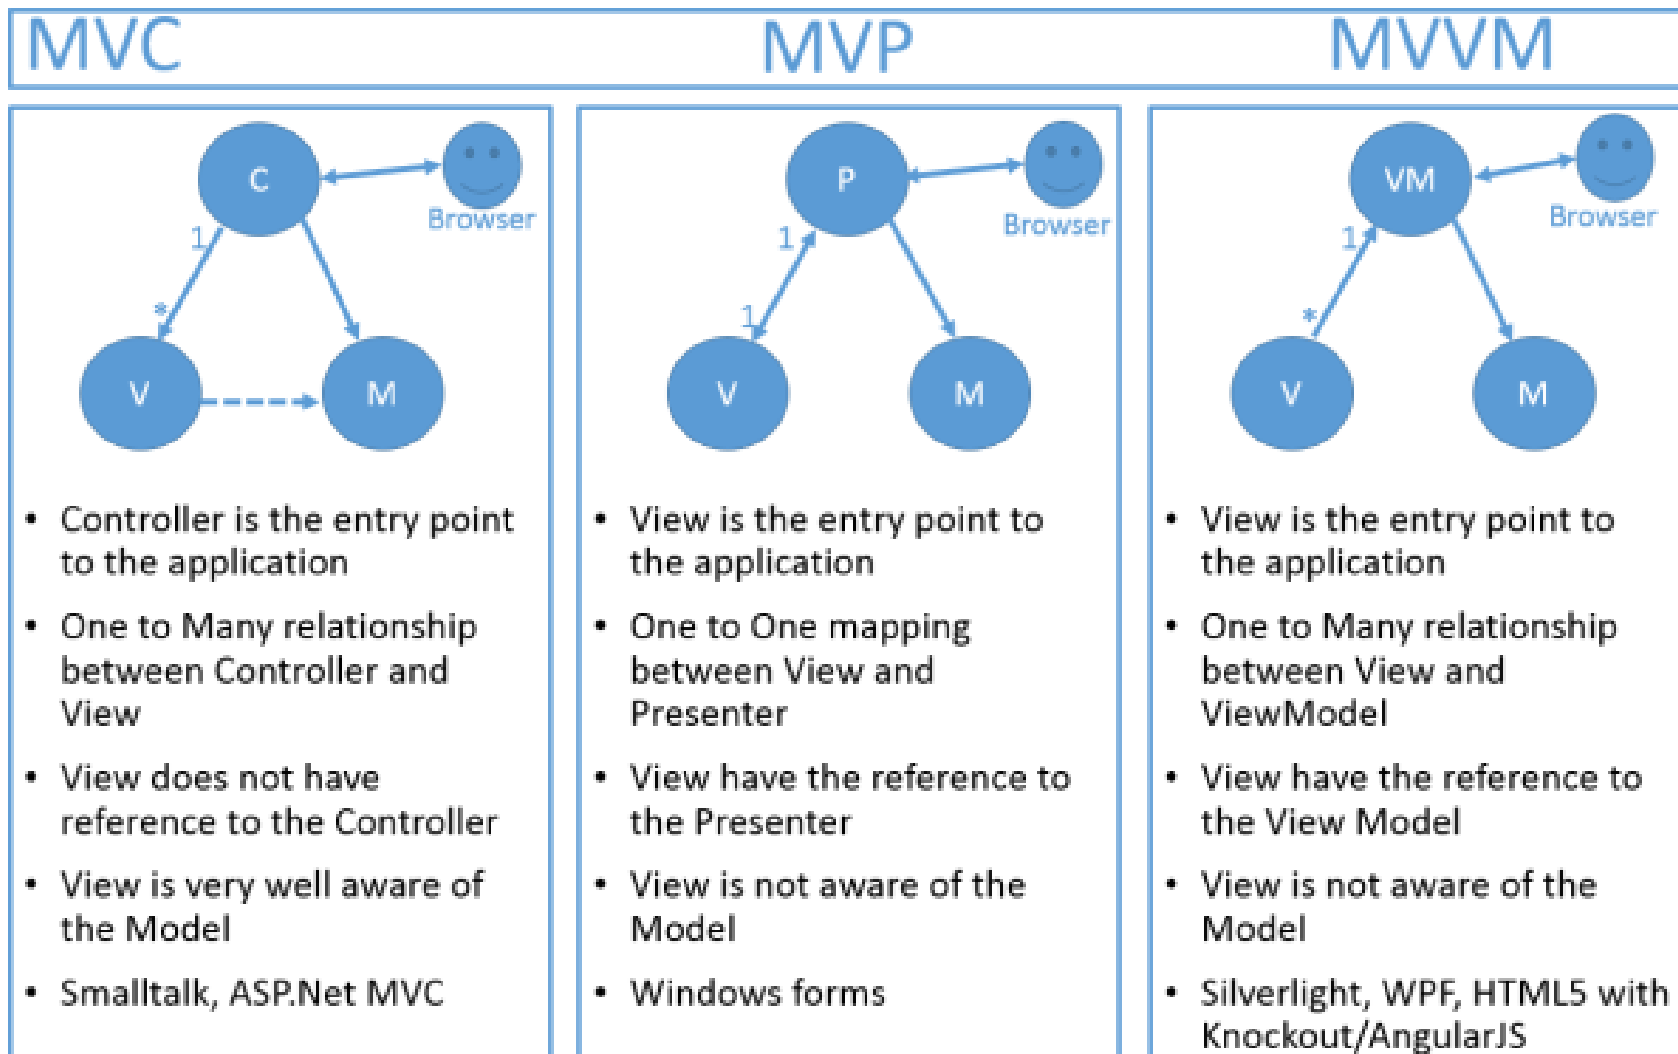 MVC
MVP
MVVM
C
Browser
1
*
V
M
• Controller is the entry point
to the application
• One to Many relationship
between Controller and
View
• View does not have
reference to the Controller
• View is very well aware of
the Model
• Smalltalk, ASP.Net MVC
P
Browser
1
1
V
M
• View is the entry point to
the application
• One to One mapping
between View and
Presenter
• View have the reference to
the Presenter
• View is not aware of the
Model
• Windows forms
VM
Browser
1
*
V
M
• View is the entry point to
the application
• One to Many relationship
between View and
ViewModel
• View have the reference to
the View Model
• View is not aware of the
Model
• Silverlight, WPF, HTML5 with
Knockout/AngularJS